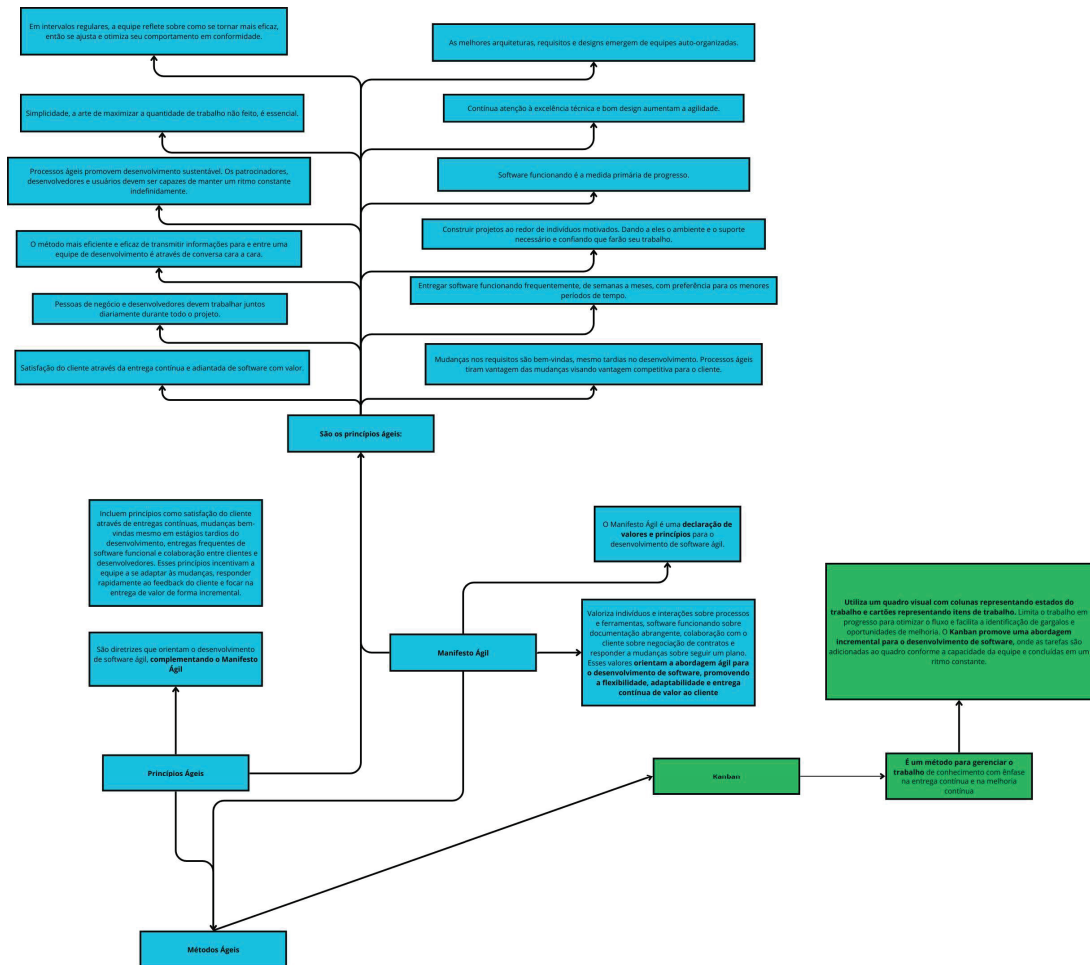 Em intervalos regulares, a equipe reflete sobre como se tornar mais eficaz,
então se ajusta e otimiza seu comportamento em conformidade.
As melhores arquiteturas, requisitos e designs emergem de equipes auto-organizadas.
Simplicidade, a arte de maximizar a quantidade de trabalho não feito, é essencial.
Contínua atenção à excelência técnica e bom design aumentam a agilidade.
Processos ágeis promovem desenvolvimento sustentável. Os patrocinadores,
desenvolvedores e usuários devem ser capazes de manter um ritmo constante
indefinidamente.
Software funcionando é a medida primária de progresso.
O método mais eficiente e eficaz de transmitir informações para e entre uma
equipe de desenvolvimento é através de conversa cara a cara.
Construir projetos ao redor de indivíduos motivados. Dando a eles o ambiente e o suporte
necessário e confiando que farão seu trabalho.
Pessoas de negócio e desenvolvedores devem trabalhar juntos
diariamente durante todo o projeto.
Entregar software funcionando frequentemente, de semanas a meses, com preferência para os menores
períodos de tempo.
Satisfação do cliente através da entrega contínua e adiantada de software com valor.
Mudanças nos requisitos são bem-vindas, mesmo tardias no desenvolvimento. Processos ágeis
tiram vantagem das mudanças visando vantagem competitiva para o cliente.
São os princípios ágeis:
Incluem princípios como satisfação do cliente
através de entregas contínuas, mudanças bem-
vindas mesmo em estágios tardios do
desenvolvimento, entregas frequentes de
software funcional e colaboração entre clientes e
desenvolvedores. Esses princípios incentivam a
equipe a se adaptar às mudanças, responder
rapidamente ao feedback do cliente e focar na
entrega de valor de forma incremental.
O Manifesto Ágil é uma declaração de
valores e princípios para o
desenvolvimento de software ágil.
São diretrizes que orientam o desenvolvimento
de software ágil, complementando o Manifesto
Ágil
Manifesto Ágil
Valoriza indivíduos e interações sobre processos
e ferramentas, software funcionando sobre
documentação abrangente, colaboração com o
cliente sobre negociação de contratos e
responder a mudanças sobre seguir um plano.
Esses valores orientam a abordagem ágil para
o desenvolvimento de software, promovendo
a flexibilidade, adaptabilidade e entrega
contínua de valor ao cliente
Utiliza um quadro visual com colunas representando estados do
trabalho e cartões representando itens de trabalho. Limita o trabalho em
progresso para otimizar o fluxo e facilita a identificação de gargalos e
oportunidades de melhoria. O Kanban promove uma abordagem
incremental para o desenvolvimento de software, onde as tarefas são
adicionadas ao quadro conforme a capacidade da equipe e concluídas em um
ritmo constante.
Princípios Ágeis
Kanban
É um método para gerenciar o
trabalho de conhecimento com ênfase
na entrega contínua e na melhoria
contínua
Métodos Ágeis